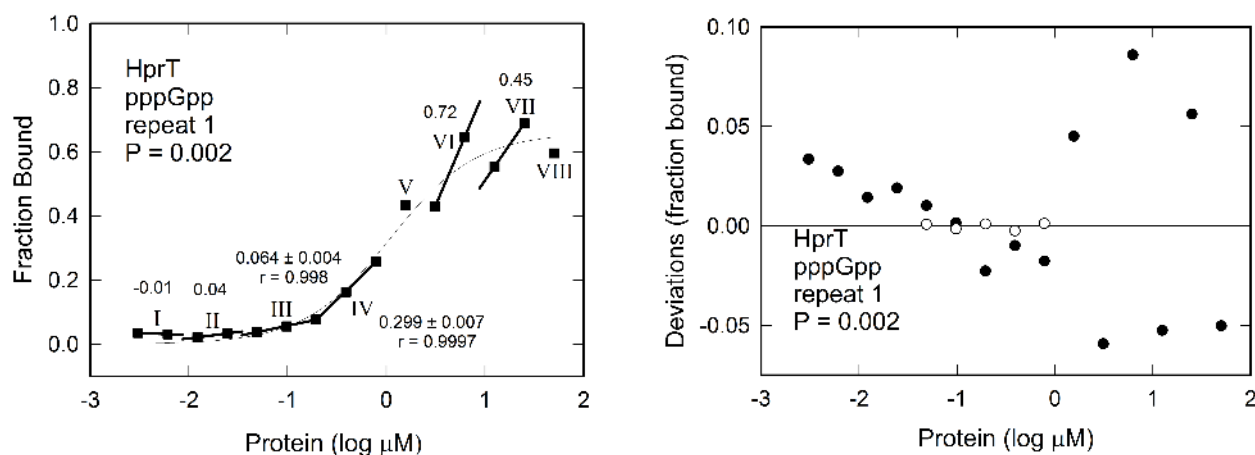 1.0
0.8
0.6
0.4
0.2
0.0
Fraction Bound
HprT
pppGpp
repeat 1
P = 0.002
0.45
VII
0.72
VI
VIII
V
0.064 ± 0.004
r = 0.998
-0.01
0.04
I
II
III
IV
0.299 ± 0.007
r = 0.9997
-3
-2
-1
0
1
2
Protein (log μM)
0.10
0.05
0.00
-0.05
Deviations (fraction bound)
HprT
pppGpp
repeat 1
P = 0.002
-3
-2
-1
0
1
2
Protein (log μM)